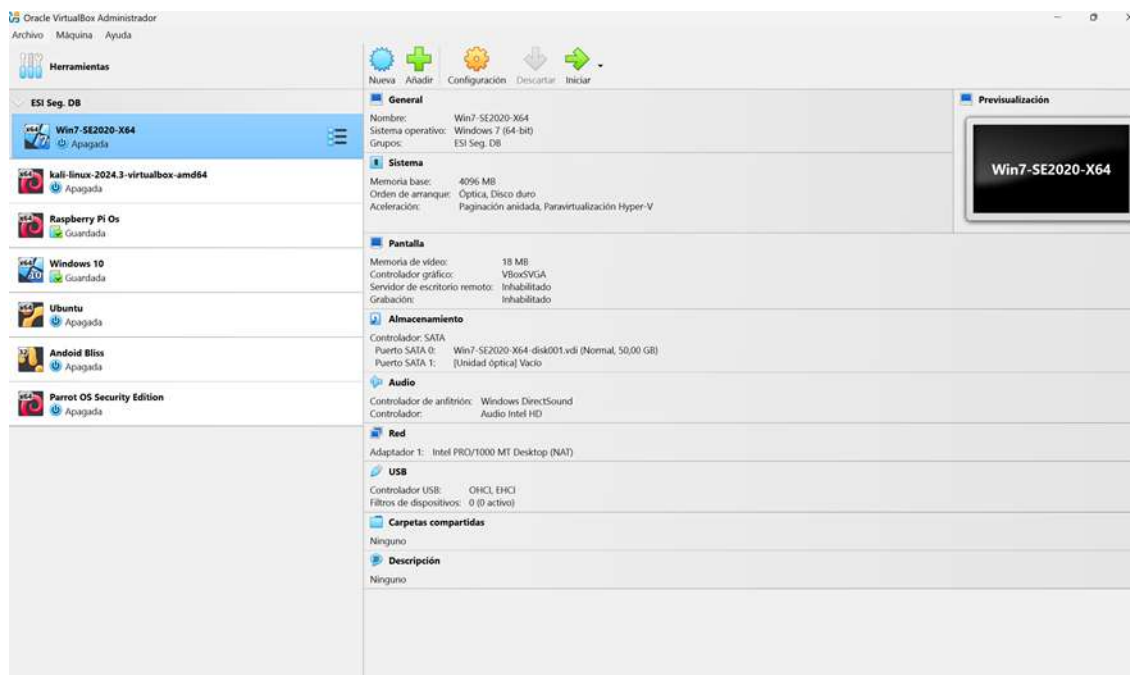 Oracle VirtualBox Administrador
Archivo Máquina Ayuda
Herramientas
Nueva Añadir Configuración Descartar Iniciar
ESI Seg. DB
Win7-SE2020-X64
Apagada
kali-linux-2024.3-virtualbox-amd64
Apagada
Raspberry Pi Os
Guardada
Windows 10
Guardada
Ubuntu
Apagada
Andoid Bliss
Apagada
Parrot OS Security Edition
Apagada
General
Nombre: Win7-SE2020-X64
Sistema operativo: Windows 7 (64-bit)
Grupos: ESI Seg. DB
Sistema
Memoria base: 4096 MB
Orden de arranque: Óptica, Disco duro
Aceleración: Paginación anidada, Paravirtualización Hyper-V
Previsualización
Win7-SE2020-X64
Pantalla
Memoria de vídeo: 18 MB
Controlador gráfico: VBoxSVGA
Servidor de escritorio remoto: Inhabilitado
Grabación: Inhabilitado
Almacenamiento
Controlador: SATA
Puerto SATA 0: Win7-SE2020-X64-disk001.vdi (Normal, 50,00 GB)
Puerto SATA 1: [Unidad óptica] Vacío
Audio
Controlador de anfitrión: Windows DirectSound
Controlador: Audio Intel HD
Red
Adaptador 1: Intel PRO/1000 MT Desktop (NAT)
USB
Controlador USB: OHCI, EHCI
Filtros de dispositivos: 0 (0 activo)
Carpetas compartidas
Ninguno
Descripción
Ninguno